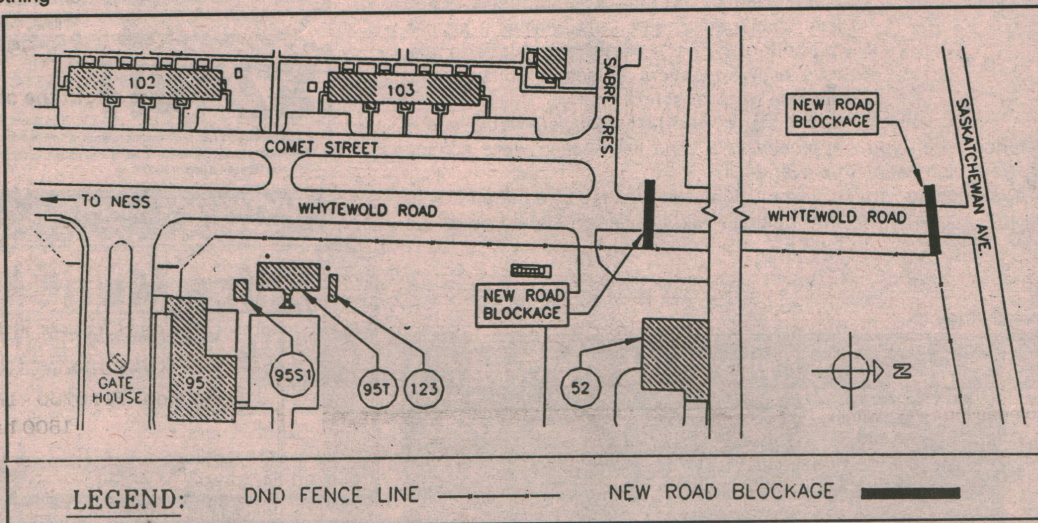 102
103
COMET STREET
SABRE CRES.
NEW ROAD
BLOCKAGE
SASKATCHEWAN AVE.
TO NESS
WHYTEWOLD ROAD
WHYTEWOLD ROAD
NEW ROAD
BLOCKAGE
GATE
HOUSE
95
95S1
95T
123
52
N
LEGEND:
DND FENCE LINE
NEW ROAD BLOCKAGE